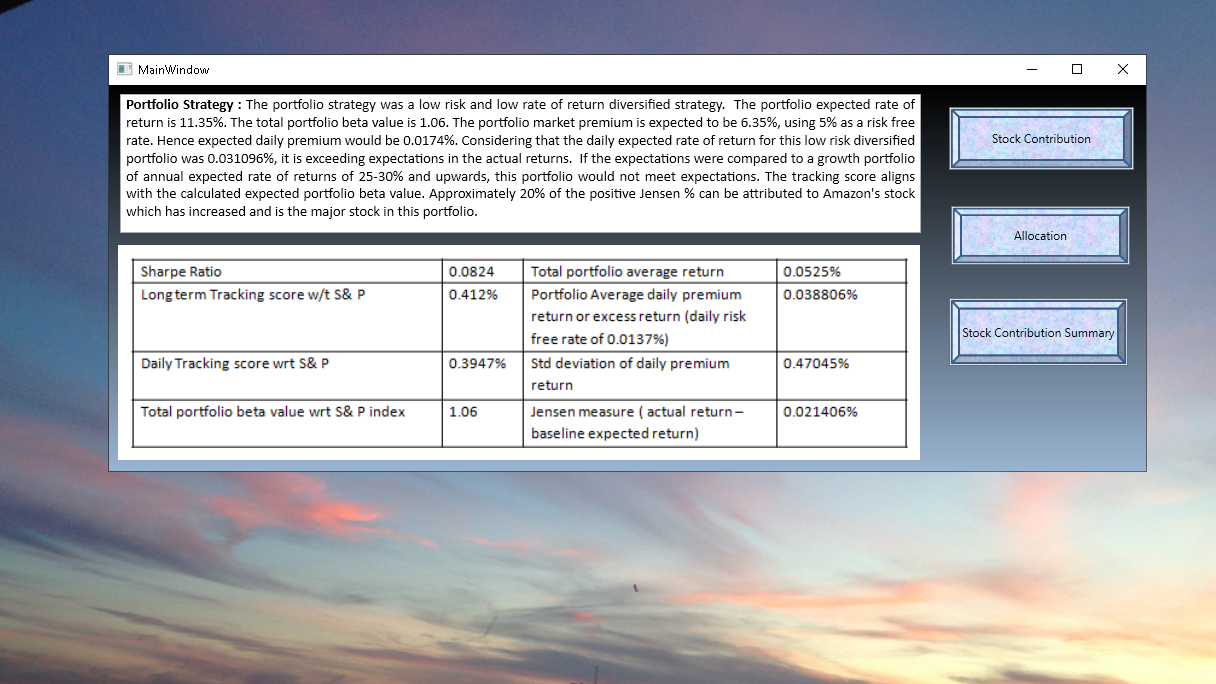 MainWindow
Portfolio Strategy : The portfolio strategy was a low risk and low rate of return diversified strategy.  The portfolio expected rate of
return is 11.35%. The total portfolio beta value is 1.06. The portfolio market premium is expected to be 6.35%, using 5% as a risk free
rate. Hence expected daily premium would be 0.0174%. Considering that the daily expected rate of return for this low risk diversified
portfolio was 0.031096%, it is exceeding expectations in the actual returns.  If the expectations were compared to a growth portfolio
of annual expected rate of returns of 25-30% and upwards, this portfolio would not meet expectations. The tracking score aligns
with the calculated expected portfolio beta value. Approximately 20% of the positive Jensen % can be attributed to Amazon's stock
which has increased and is the major stock in this portfolio.
Stock Contribution
Allocation
Stock Contribution Summary
Sharpe Ratio 0.0824 Total portfolio average return 0.0525%
Long term Tracking score w/t S& P 0.412% Portfolio Average daily premium 0.038806%
return or excess return (daily risk
free rate of 0.0137%)
Daily Tracking score wrt S& P 0.3947% Std deviation of daily premium 0.47045%
return
Total portfolio beta value wrt S& P index 1.06 Jensen measure ( actual return – 0.021406%
baseline expected return)